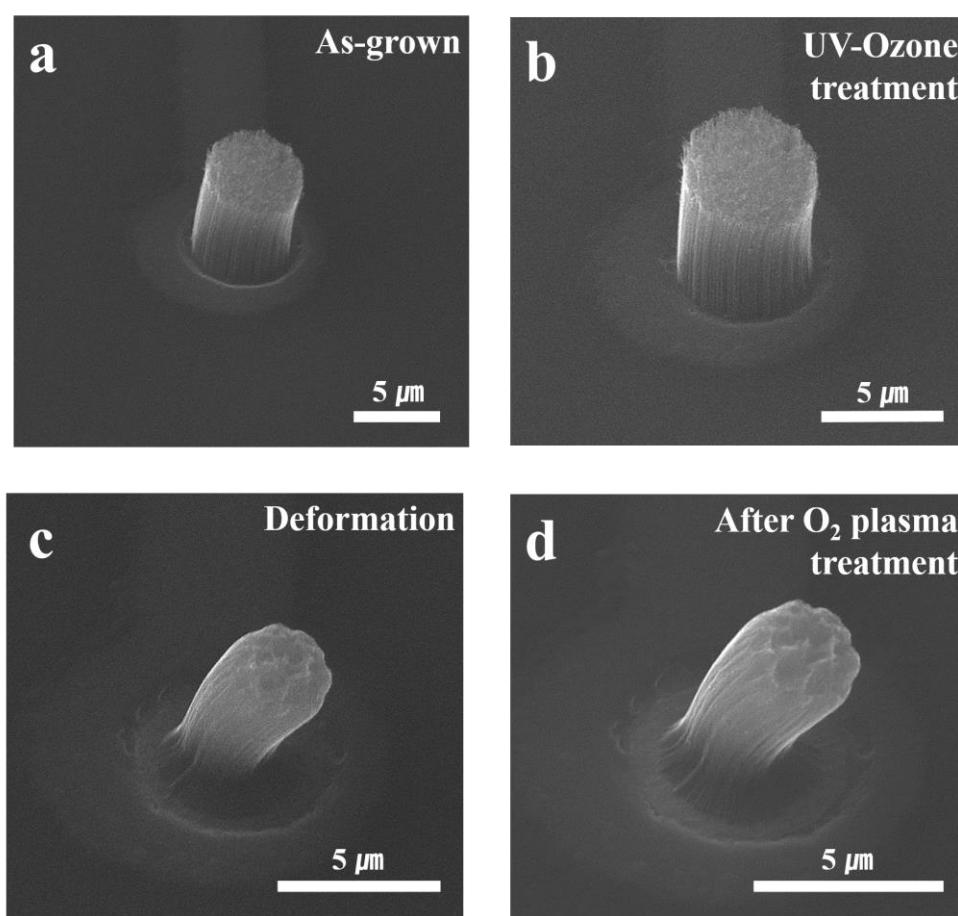 a
As-grown
5 ㎛
b
UV-Ozone
treatment
5 ㎛
c
Deformation
5 ㎛
d
After O₂ plasma
treatment
5 ㎛